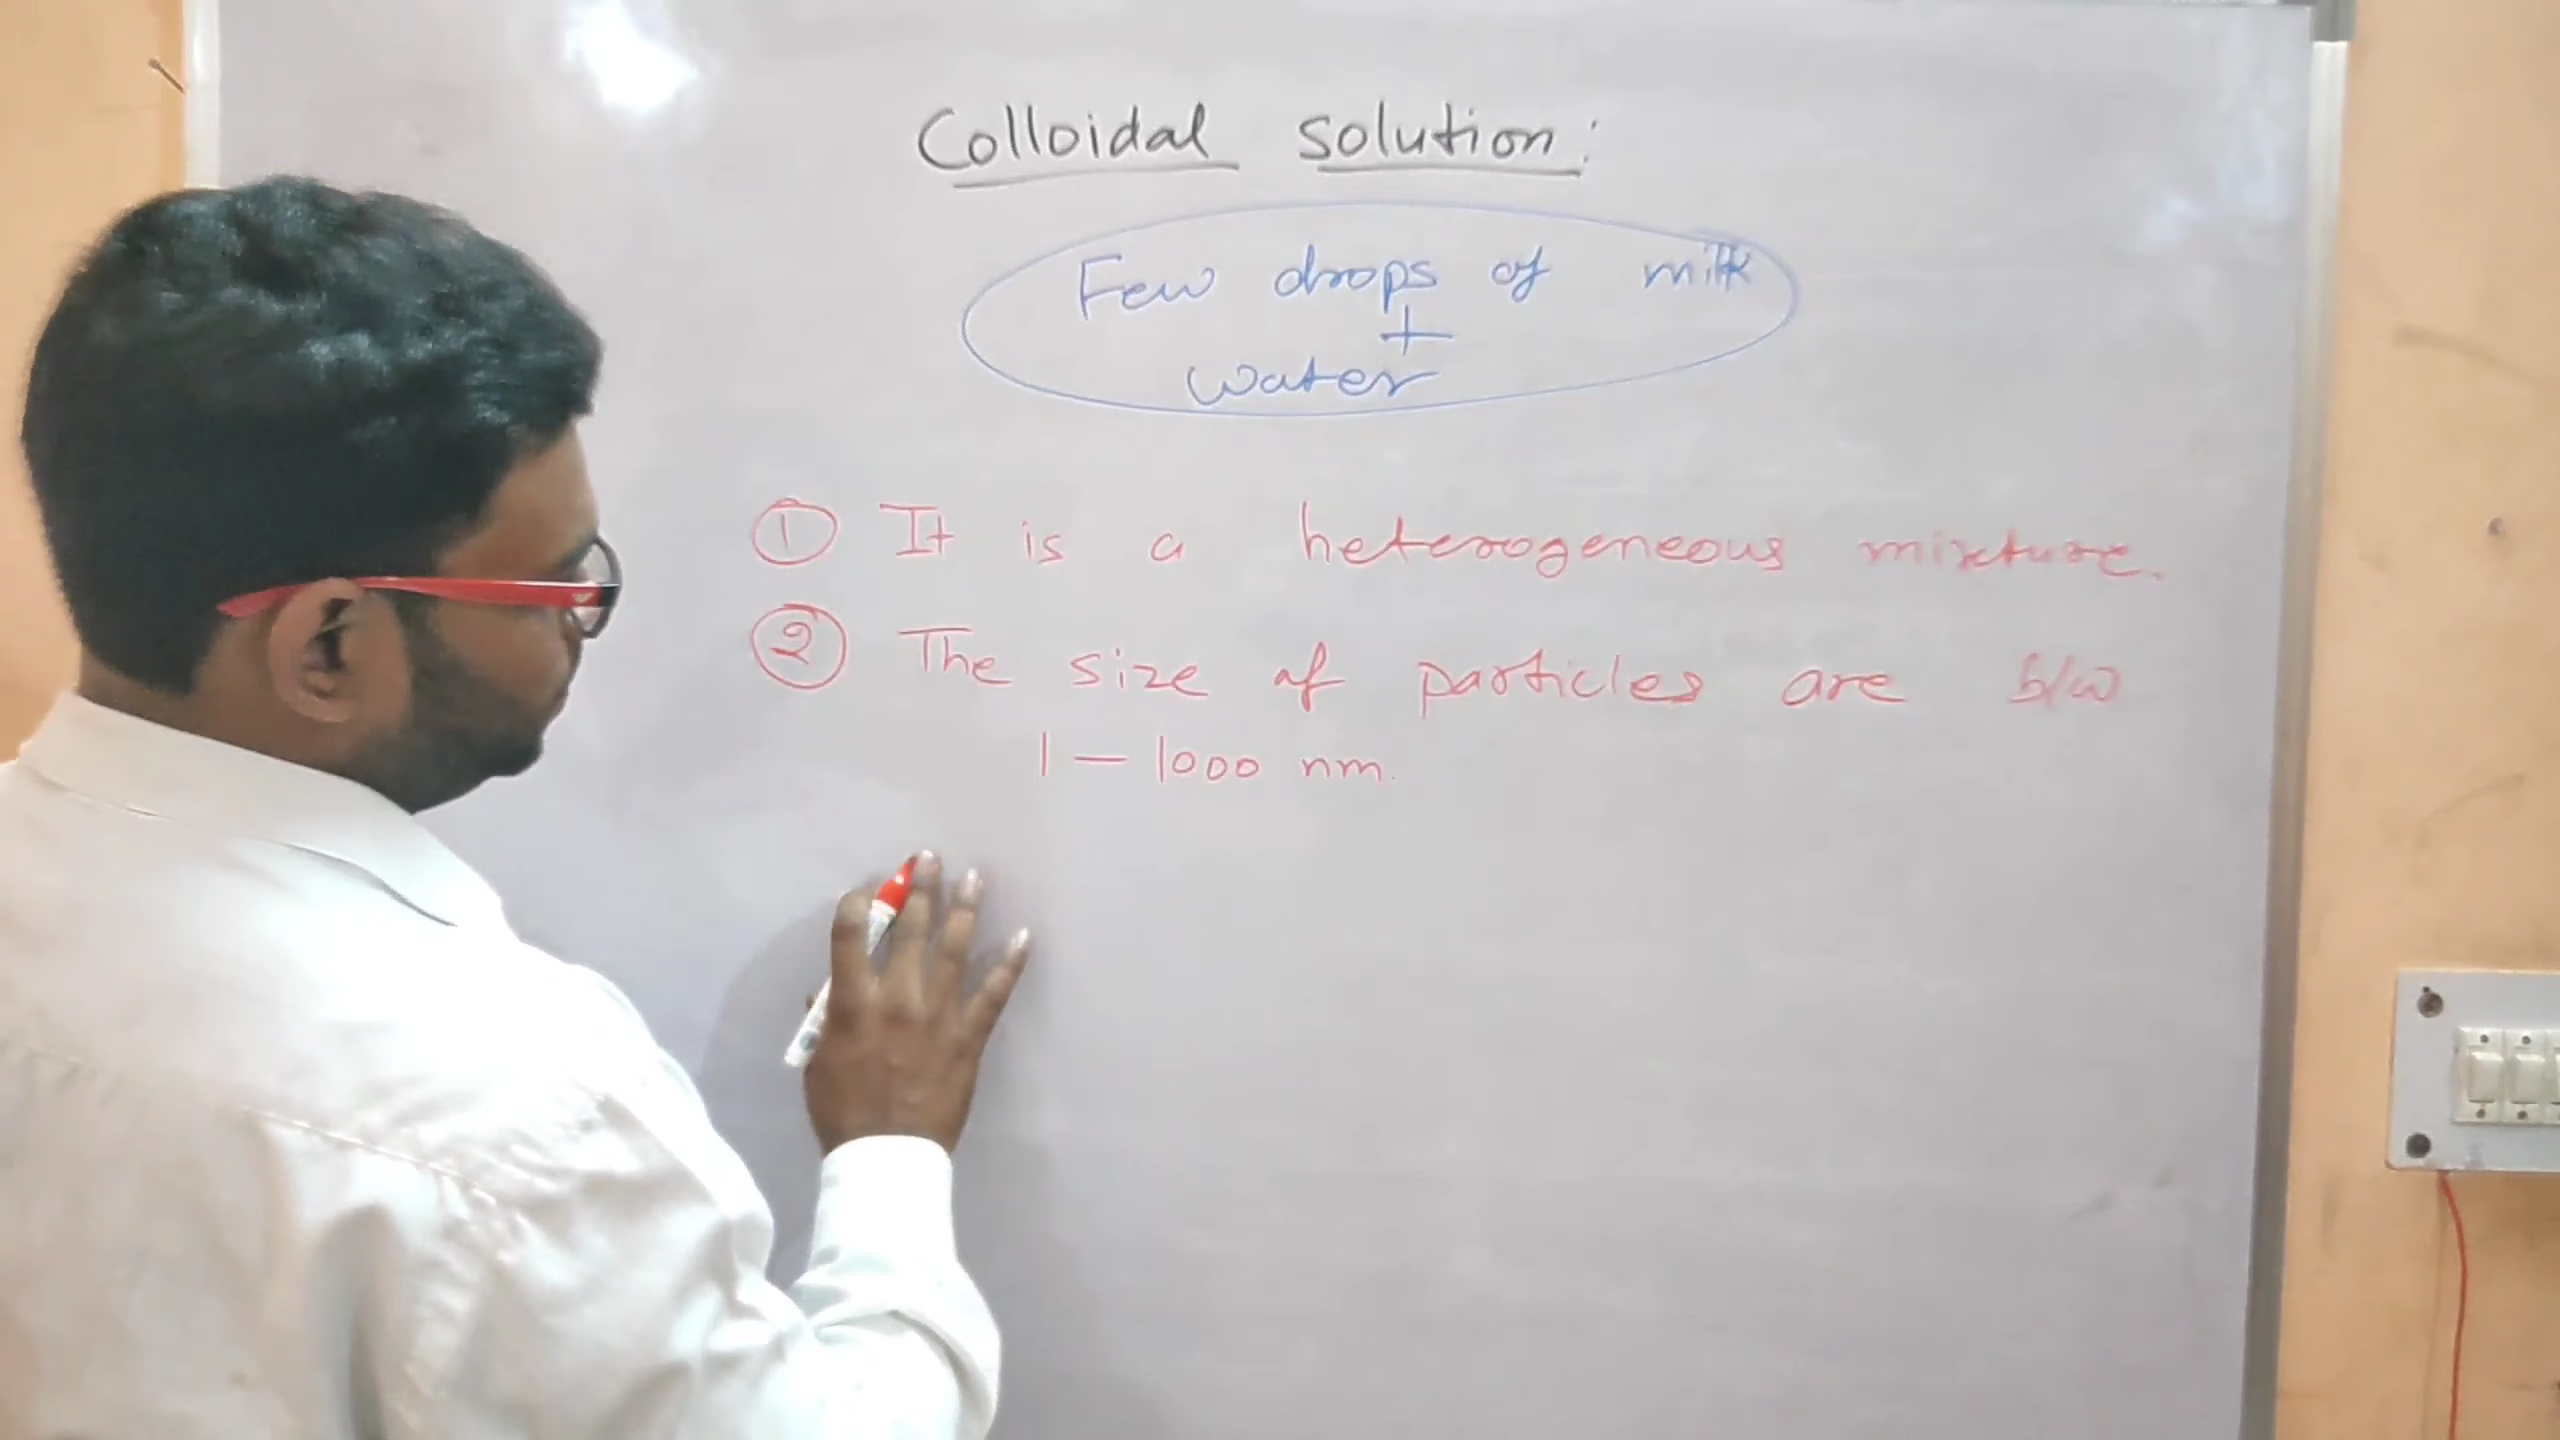 Colloidal solution:
Few drops of milk
+
water
① It is a heterogeneous mixture.
② The size of particles are b/w
1 — 1000 nm.